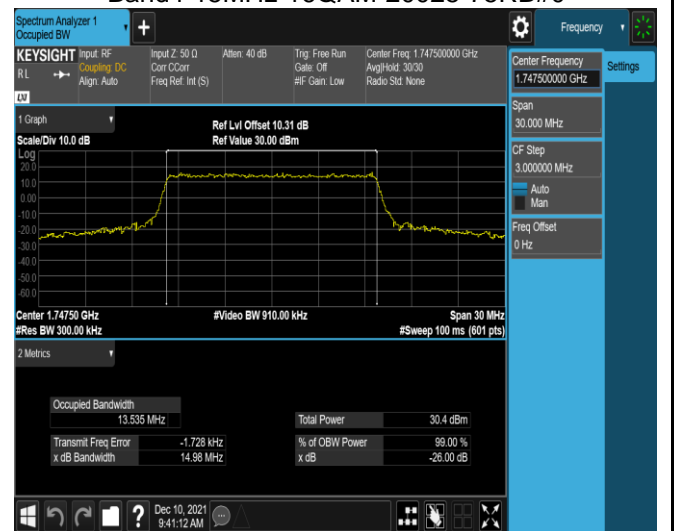 Spectrum Analyzer 1
Occupied BW
Frequency
KEYSIGHT
RL
LXI
Input: RF
Coupling: DC
Align: Auto
Input Z: 50 Ω
Corr CCorr
Freq Ref: Int (S)
Atten: 40 dB
Trig: Free Run
Gate: Off
#IF Gain: Low
Center Freq: 1.747500000 GHz
Avg|Hold: 30/30
Radio Std: None
Center Frequency
1.747500000 GHz
Settings
Span
30.000 MHz
CF Step
3.000000 MHz
Auto
Man
Freq Offset
0 Hz
1 Graph
Scale/Div 10.0 dB
Ref Lvl Offset 10.31 dB
Ref Value 30.00 dBm
Log
20.0
10.0
0.00
-10.0
-20.0
-30.0
-40.0
-50.0
-60.0
Center 1.74750 GHz
#Res BW 300.00 kHz
#Video BW 910.00 kHz
Span 30 MHz
#Sweep 100 ms (601 pts)
2 Metrics
Occupied Bandwidth
13.535 MHz
Total Power 30.4 dBm
Transmit Freq Error -1.728 kHz
% of OBW Power 99.00 %
x dB Bandwidth 14.98 MHz
x dB -26.00 dB
?
Dec 10, 2021
9:41:12 AM